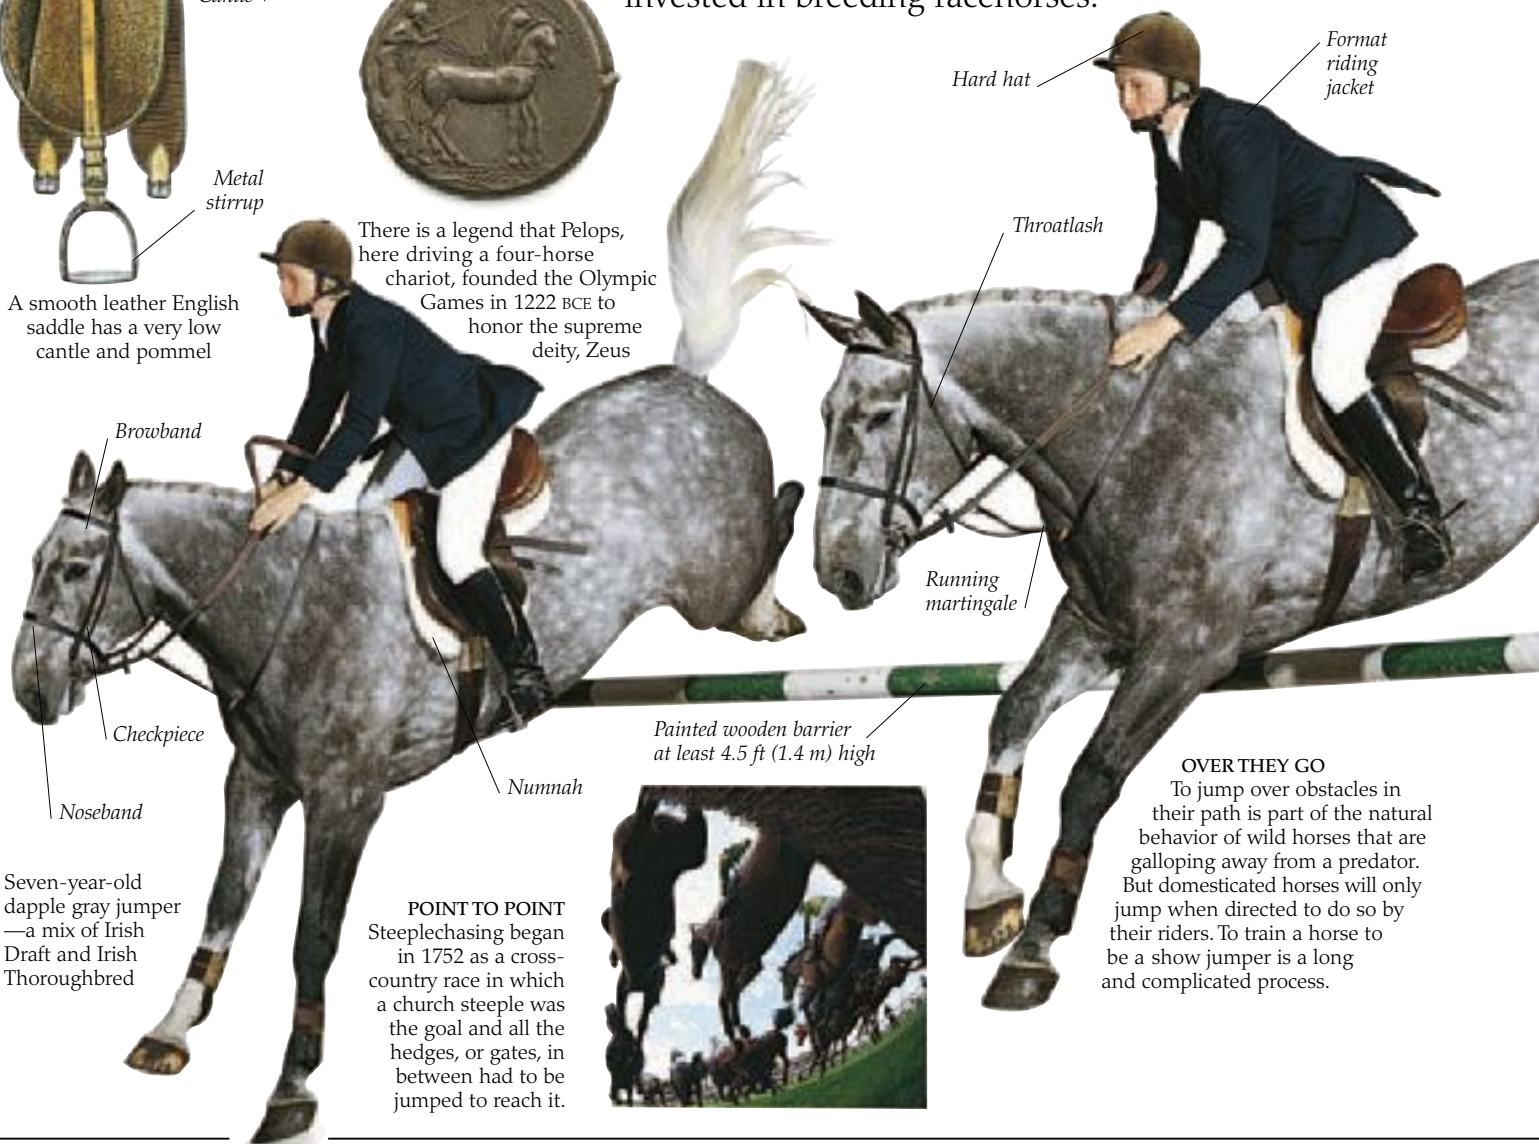 invested in breeding racehorses.
Hard hat
Format
riding
jacket
Metal
stirrup
A smooth leather English
saddle has a very low
cantle and pommel
There is a legend that Pelops,
here driving a four-horse
chariot, founded the Olympic
Games in 1222 BCE to
honor the supreme
deity, Zeus
Throatlash
Browband
Running
martingale
Checkpiece
Noseband
Numnah
Painted wooden barrier
at least 4.5 ft (1.4 m) high
Seven-year-old
dapple gray jumper
—a mix of Irish
Draft and Irish
Thoroughbred
POINT TO POINT
Steeplechasing began
in 1752 as a cross-
country race in which
a church steeple was
the goal and all the
hedges, or gates, in
between had to be
jumped to reach it.
OVER THEY GO
To jump over obstacles in
their path is part of the natural
behavior of wild horses that are
galloping away from a predator.
But domesticated horses will only
jump when directed to do so by
their riders. To train a horse to
be a show jumper is a long
and complicated process.